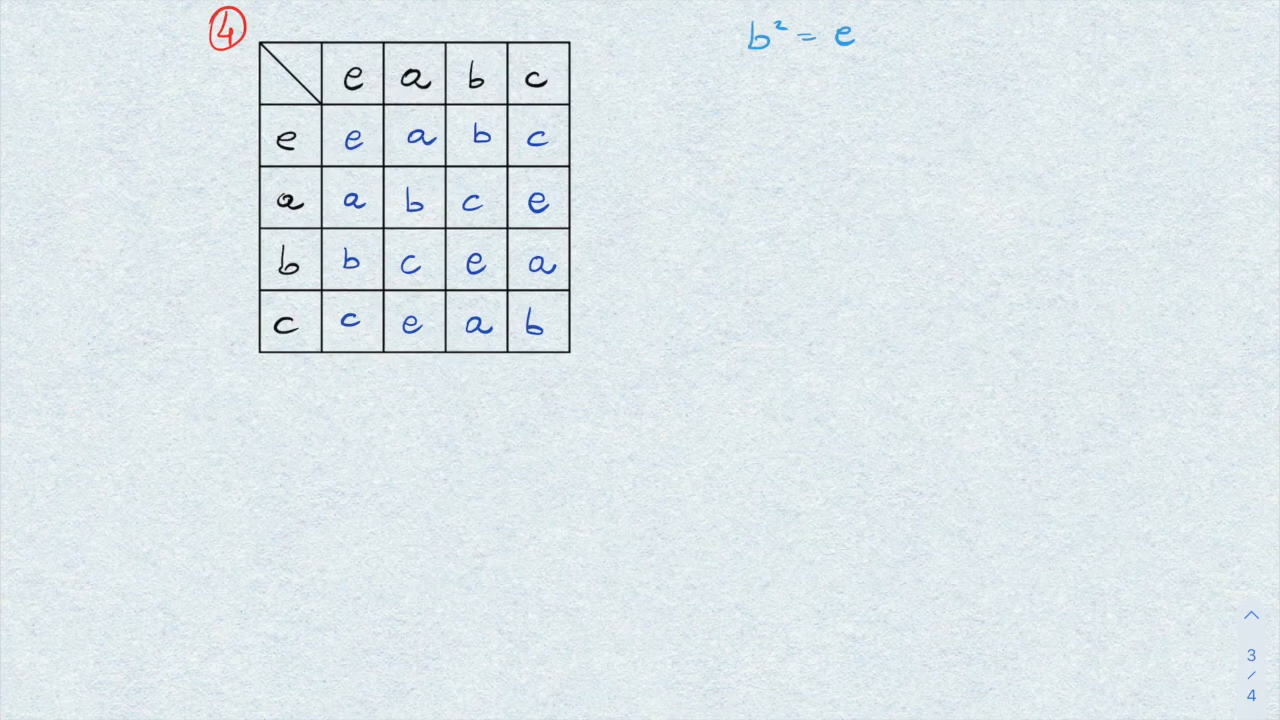 ④ b² = e
e a b c
e e a b c
a a b c e
b b c e a
c c e a b
3
/
4